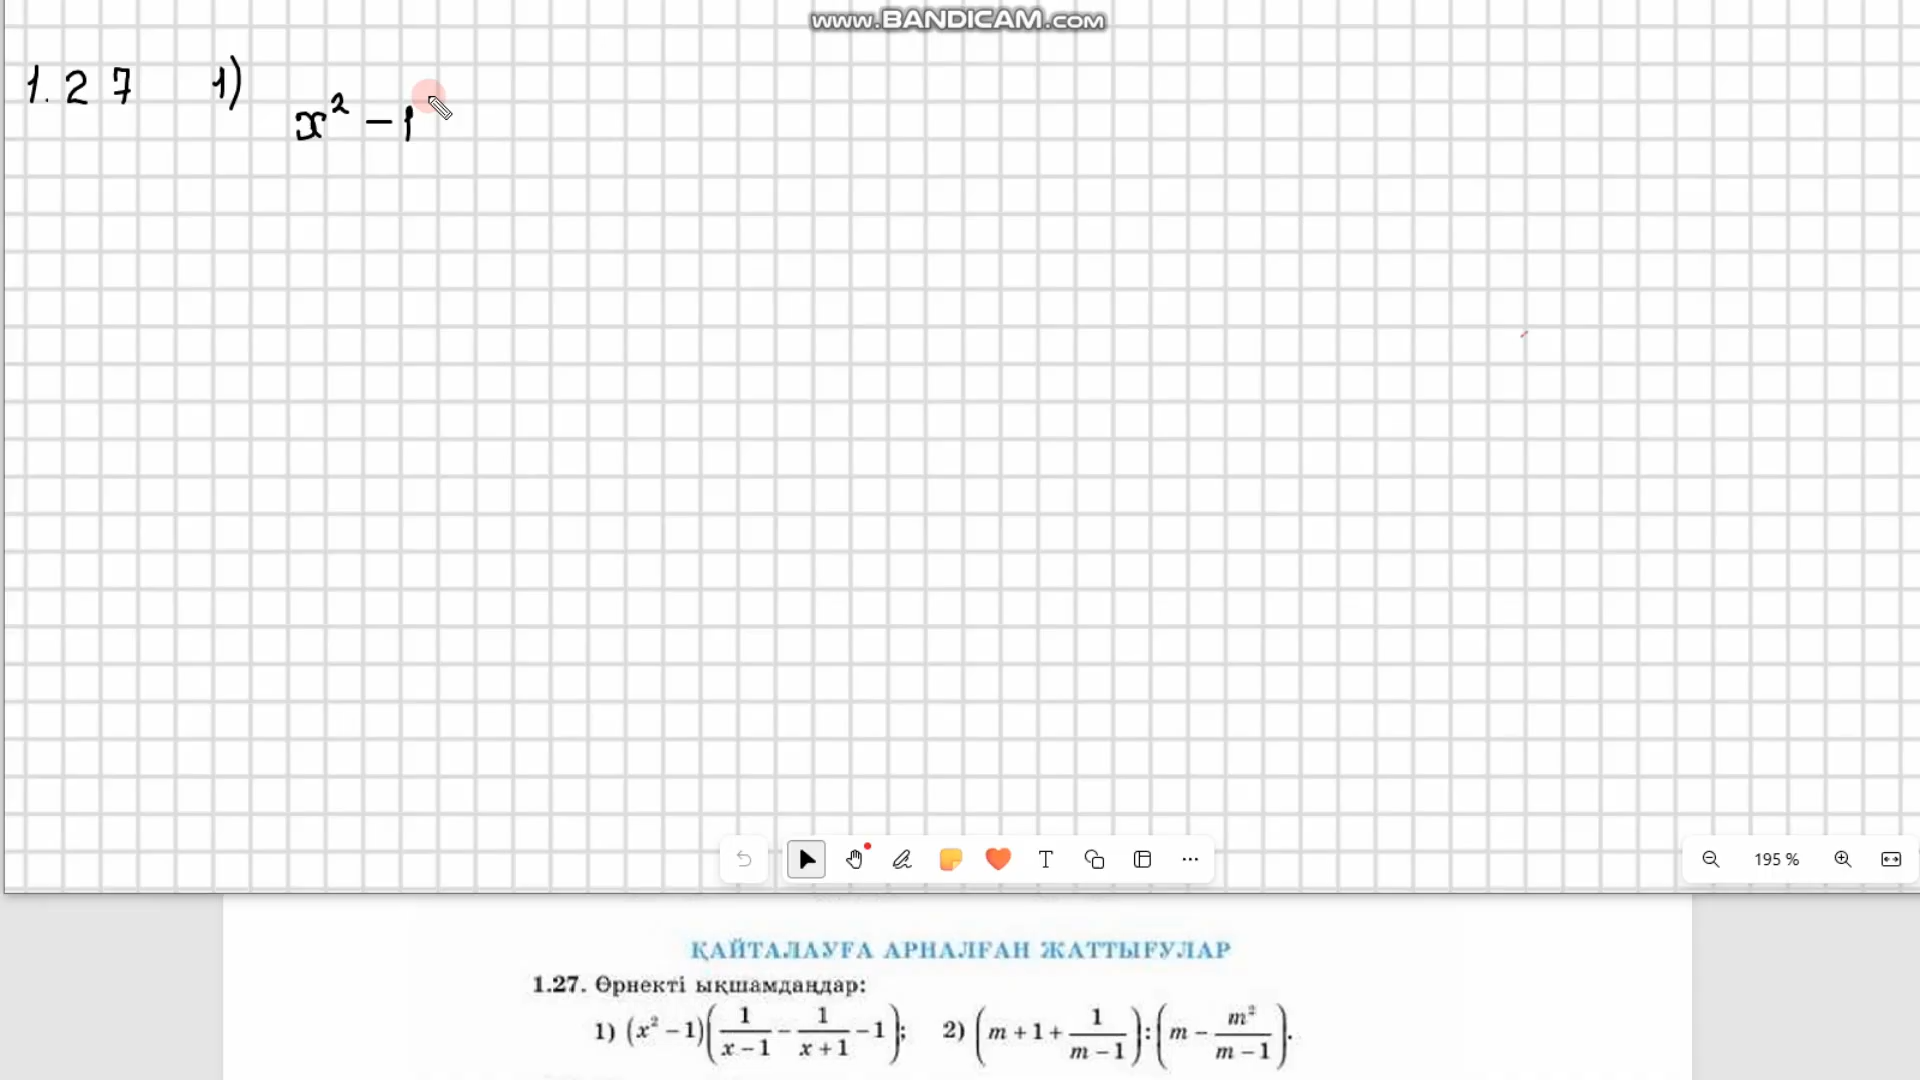 www.BANDICAM.com
1.27 1)
x² − 1
195 %
ҚАЙТАЛАУҒА АРНАЛҒАН ЖАТТЫҒУЛАР
1.27. Өрнекті ықшамдаңдар:
1) (x² − 1)(1/(x − 1) − 1/(x + 1) − 1); 2) (m + 1 + 1/(m − 1)) : (m − m²/(m − 1)).